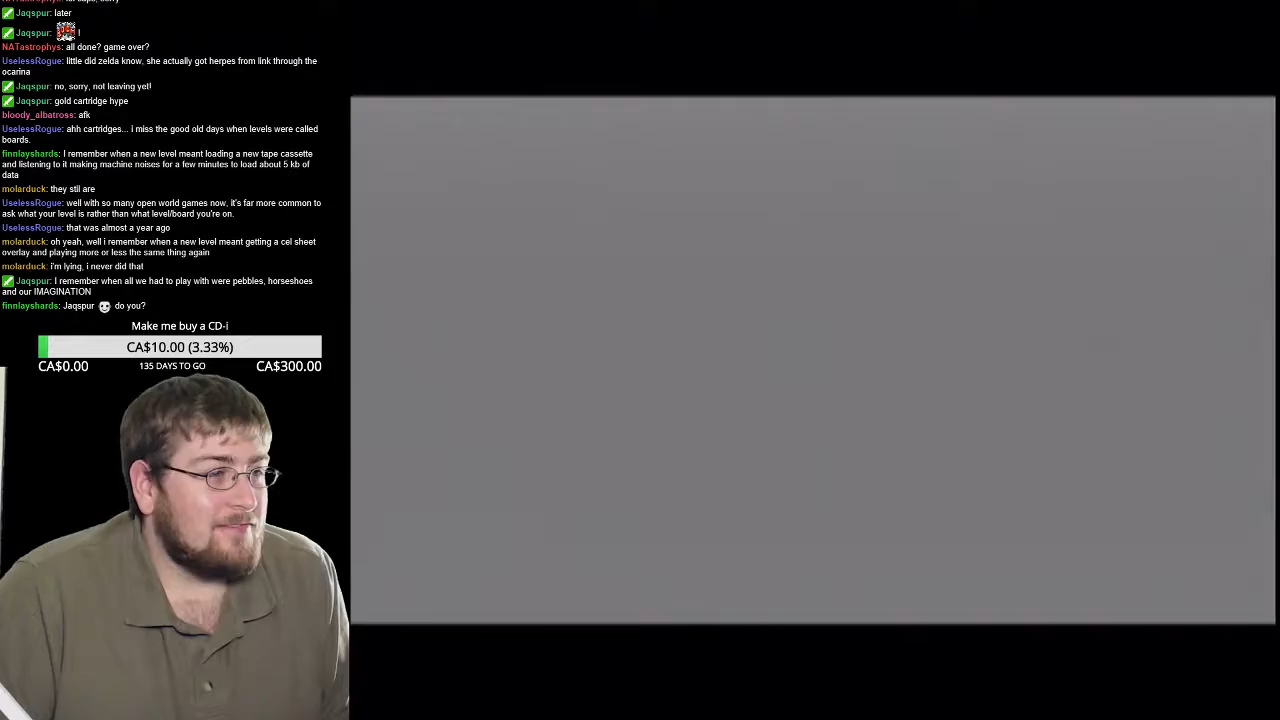 Jaqspur: later
Jaqspur: !
NATastrophys: all done? game over?
UselessRogue: little did zelda know, she actually got herpes from link through the
ocarina
Jaqspur: no, sorry, not leaving yet!
Jaqspur: gold cartridge hype
bloody_albatross: afk
UselessRogue: ahh cartridges... i miss the good old days when levels were called
boards.
finnlayshards: I remember when a new level meant loading a new tape cassette
and listening to it making machine noises for a few minutes to load about 5 kb of
data
molarduck: they stil are
UselessRogue: well with so many open world games now, it's far more common to
ask what your level is rather than what level/board you're on.
UselessRogue: that was almost a year ago
molarduck: oh yeah, well i remember when a new level meant getting a cel sheet
overlay and playing more or less the same thing again
molarduck: i'm lying, i never did that
Jaqspur: I remember when all we had to play with were pebbles, horseshoes
and our IMAGINATION
finnlayshards: Jaqspur do you?
Make me buy a CD-i
CA$10.00 (3.33%)
CA$0.00 135 DAYS TO GO CA$300.00